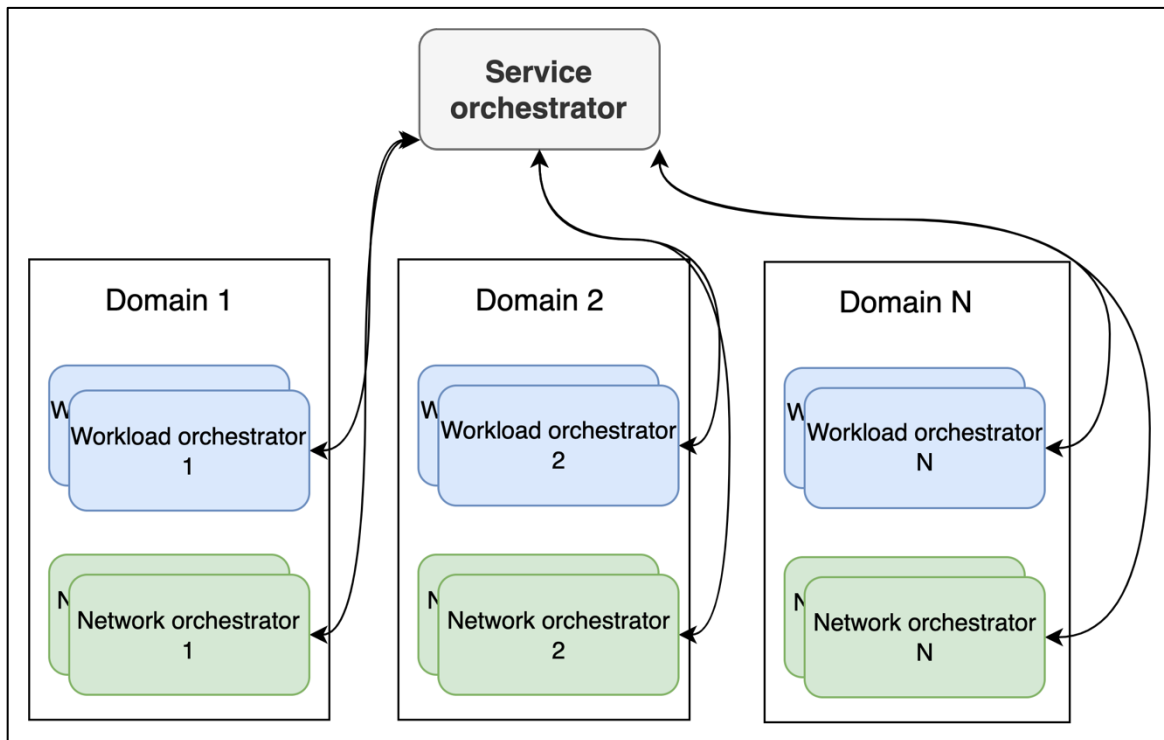 Service
orchestrator
Domain 1
Domain 2
Domain N
W
Workload orchestrator
1
W
Workload orchestrator
2
W
Workload orchestrator
N
N
Network orchestrator
1
N
Network orchestrator
2
N
Network orchestrator
N